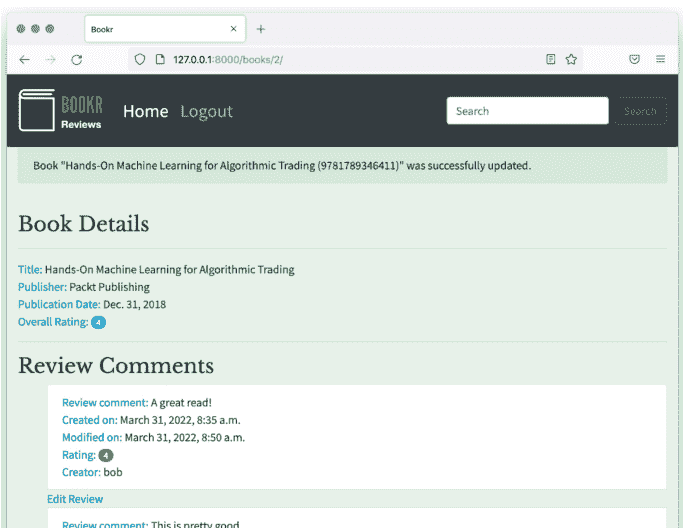 Bookr
127.0.0.1:8000/books/2/
BOOKR
Reviews
Home Logout
Search
Search
Book "Hands-On Machine Learning for Algorithmic Trading (9781789346411)" was successfully updated.
Book Details
Title: Hands-On Machine Learning for Algorithmic Trading
Publisher: Packt Publishing
Publication Date: Dec. 31, 2018
Overall Rating: 4
Review Comments
Review comment: A great read!
Created on: March 31, 2022, 8:35 a.m.
Modified on: March 31, 2022, 8:50 a.m.
Rating: 4
Creator: bob
Edit Review
Review comment: This is pretty good